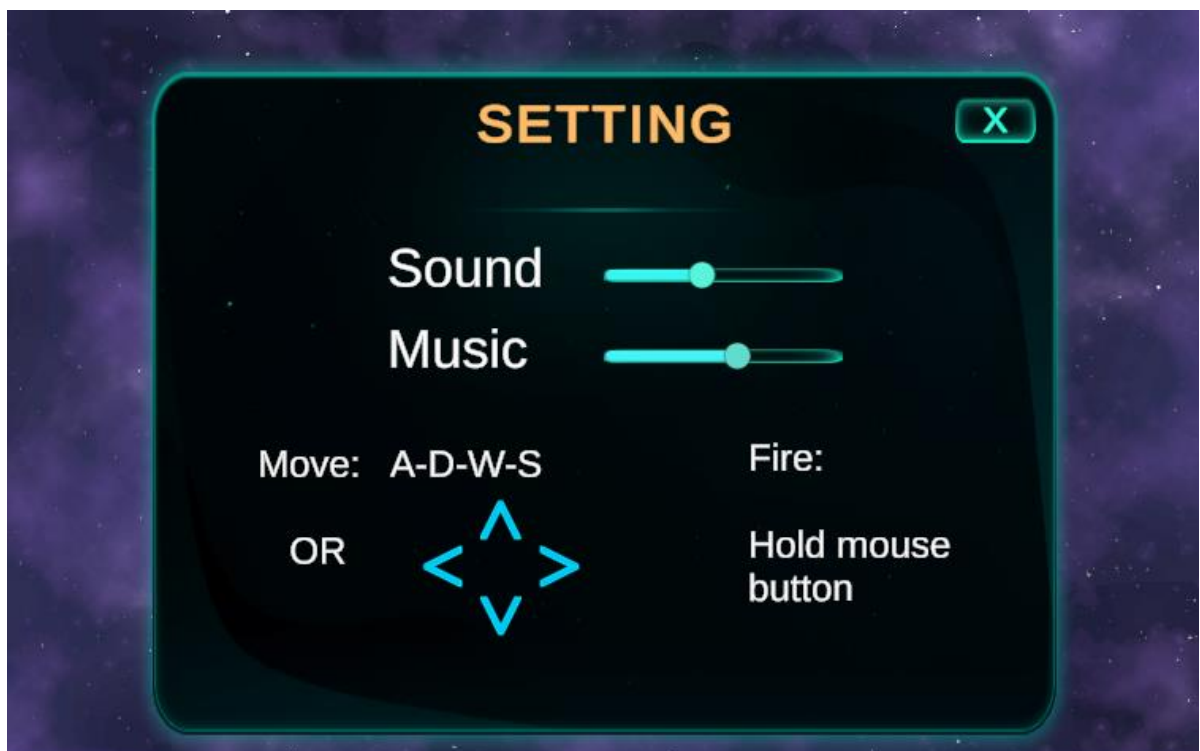 SETTING
X
Sound
Music
Move: A-D-W-S
OR
Fire:
Hold mouse
button